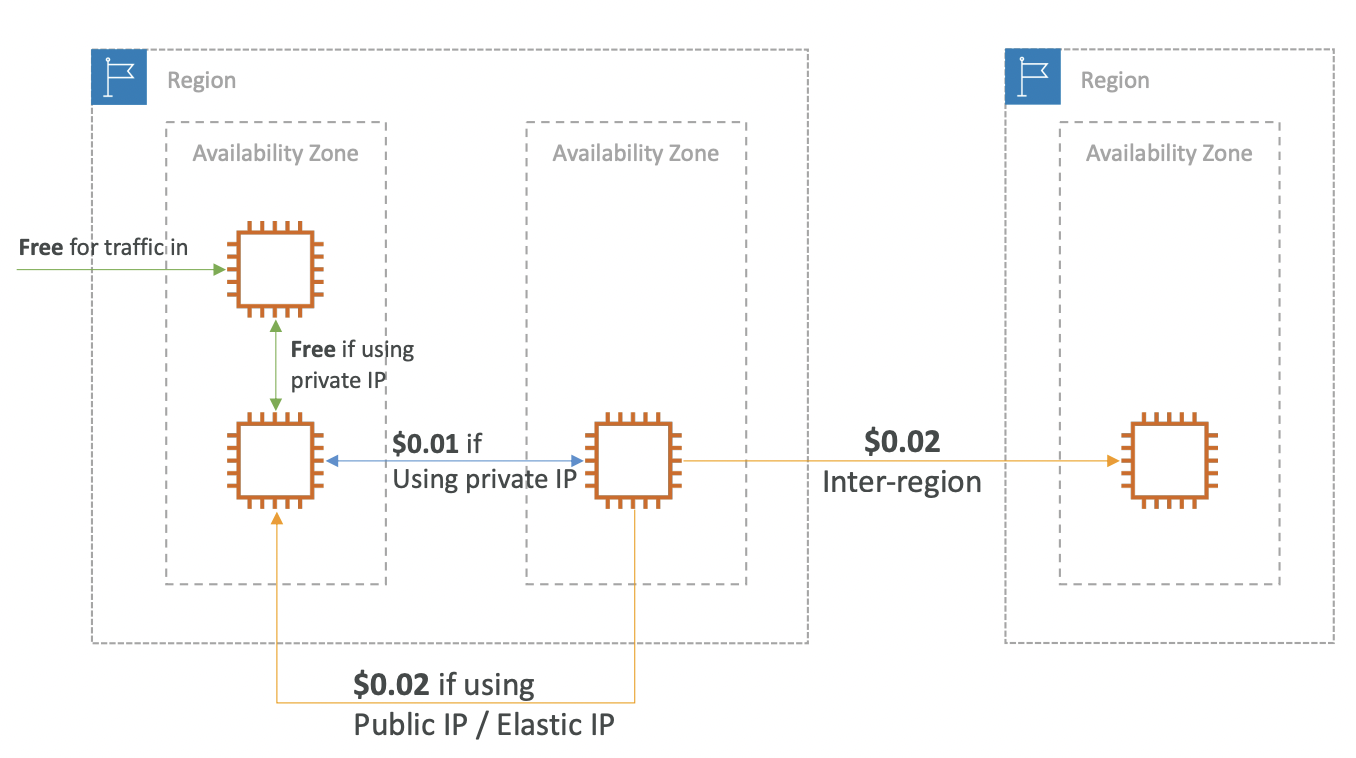 Region
Region
Availability Zone
Availability Zone
Availability Zone
Free for traffic in
Free if using
private IP
$0.01 if
Using private IP
$0.02
Inter-region
$0.02 if using
Public IP / Elastic IP